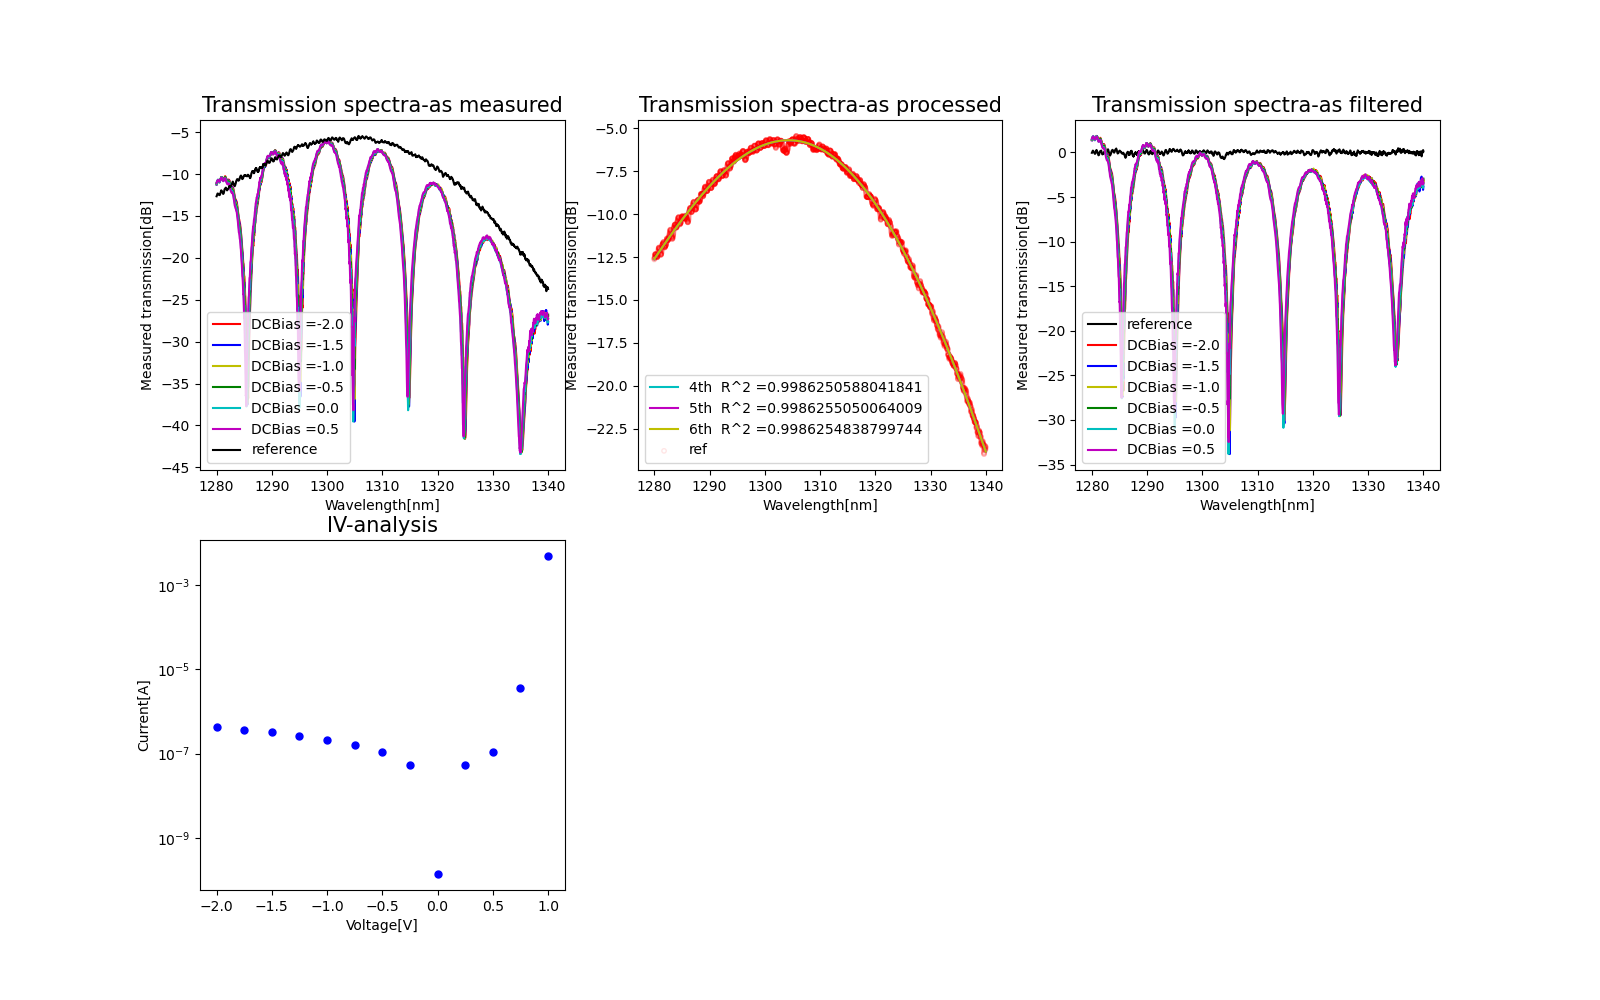 Transmission spectra-as measured
Measured transmission[dB]
−5
−10
−15
−20
−25
−30
−35
−40
−45
DCBias =-2.0
DCBias =-1.5
DCBias =-1.0
DCBias =-0.5
DCBias =0.0
DCBias =0.5
reference
1280 1290 1300 1310 1320 1330 1340
Wavelength[nm]
Transmission spectra-as processed
Measured transmission[dB]
−5.0
−7.5
−10.0
−12.5
−15.0
−17.5
−20.0
−22.5
4th R^2 =0.9986250588041841
5th R^2 =0.9986255050064009
6th R^2 =0.9986254838799744
ref
1280 1290 1300 1310 1320 1330 1340
Wavelength[nm]
Transmission spectra-as filtered
Measured transmission[dB]
0
−5
−10
−15
−20
−25
−30
−35
reference
DCBias =-2.0
DCBias =-1.5
DCBias =-1.0
DCBias =-0.5
DCBias =0.0
DCBias =0.5
1280 1290 1300 1310 1320 1330 1340
Wavelength[nm]
IV-analysis
Current[A]
10−3
10−5
10−7
10−9
−2.0 −1.5 −1.0 −0.5 0.0 0.5 1.0
Voltage[V]